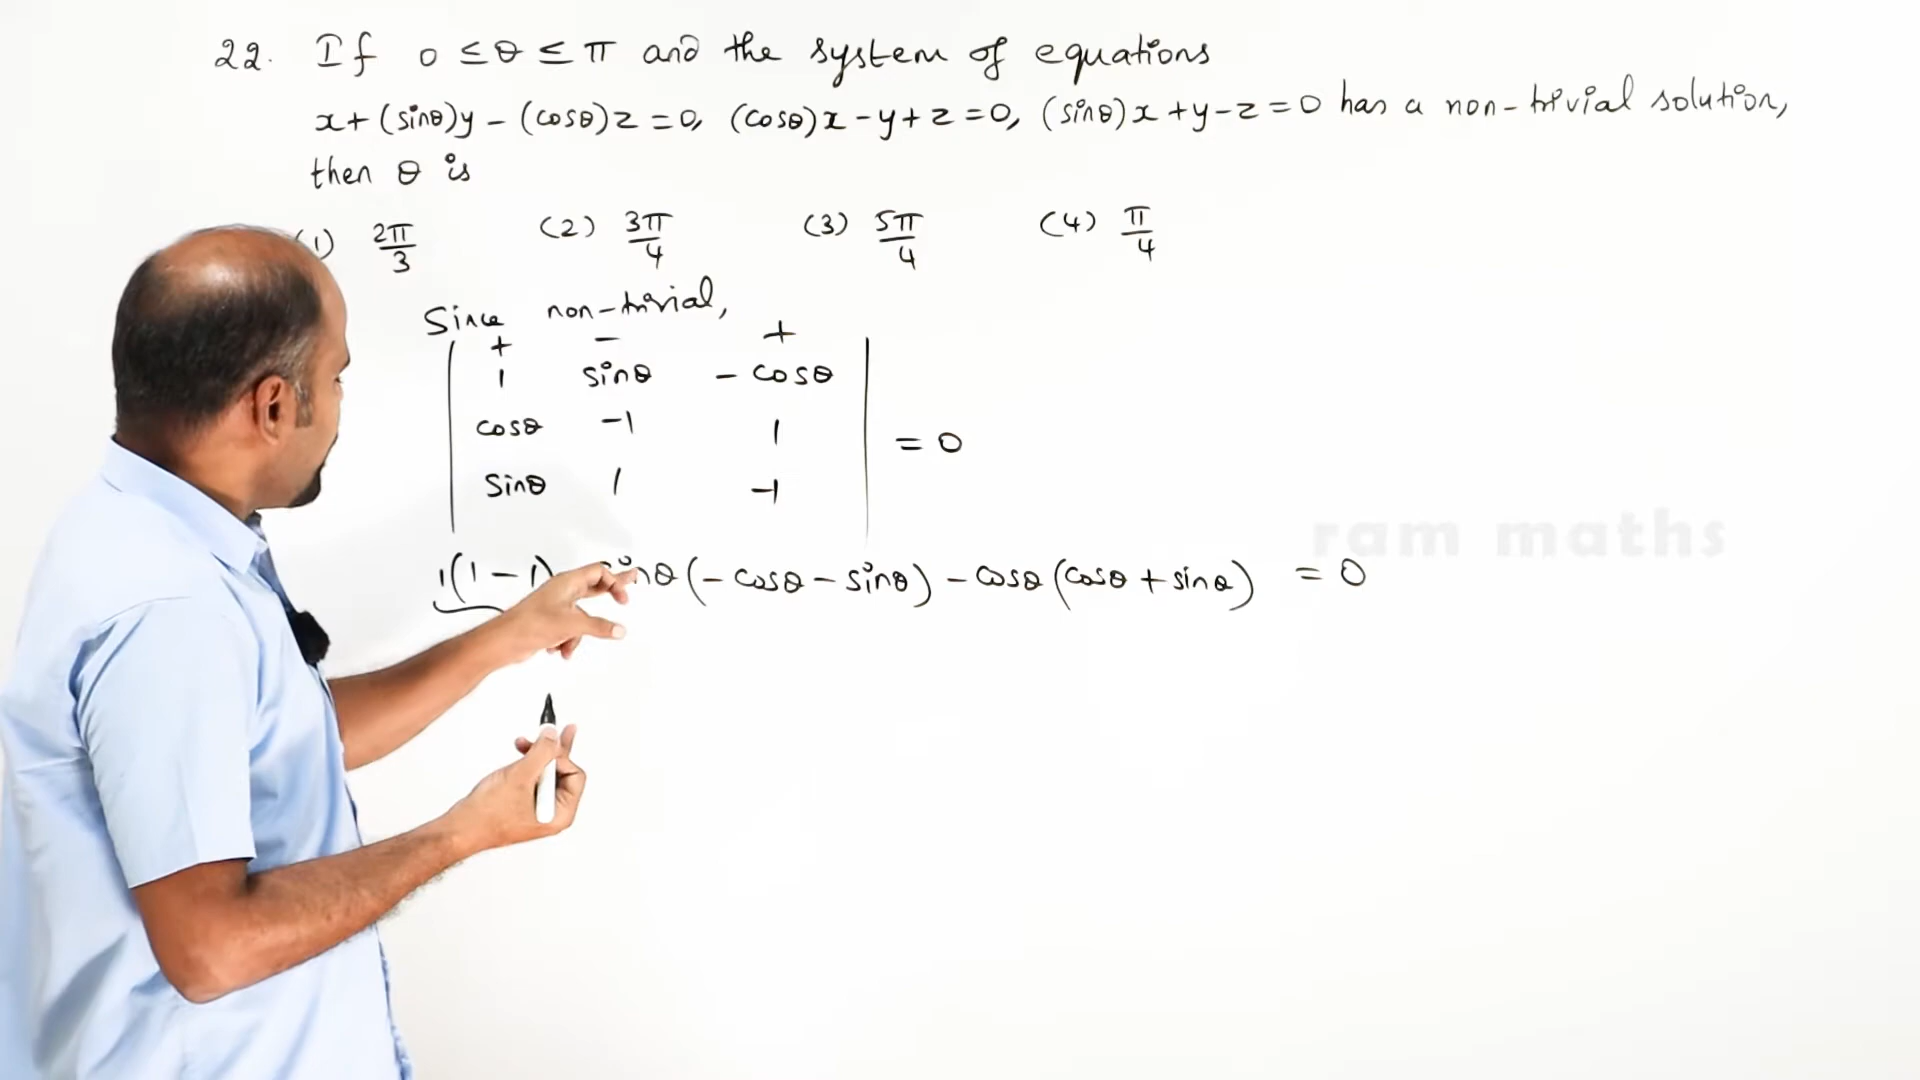 22. If 0 ≤ θ ≤ π and the system of equations
x + (sinθ)y − (cosθ)z = 0, (cosθ)x − y + z = 0, (sinθ)x + y − z = 0 has a non-trivial solution,
then θ is
(1) 2π/3 (2) 3π/4 (3) 5π/4 (4) π/4
Since non-trivial,
+ − +
1 sinθ − cosθ
cosθ −1 1
= 0
sinθ 1 −1
ram maths
1(1 − 1) sinθ(− cosθ − sinθ) − cosθ(cosθ + sinθ) = 0